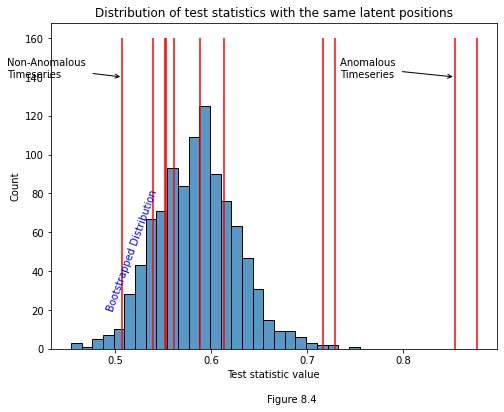 Distribution of test statistics with the same latent positions
160
Non-Anomalous
Timeseries
Anomalous
Timeseries
140
120
100
80
60
40
20
0
Count
Bootstrapped Distribution
0.5
0.6
0.7
0.8
Test statistic value
Figure 8.4